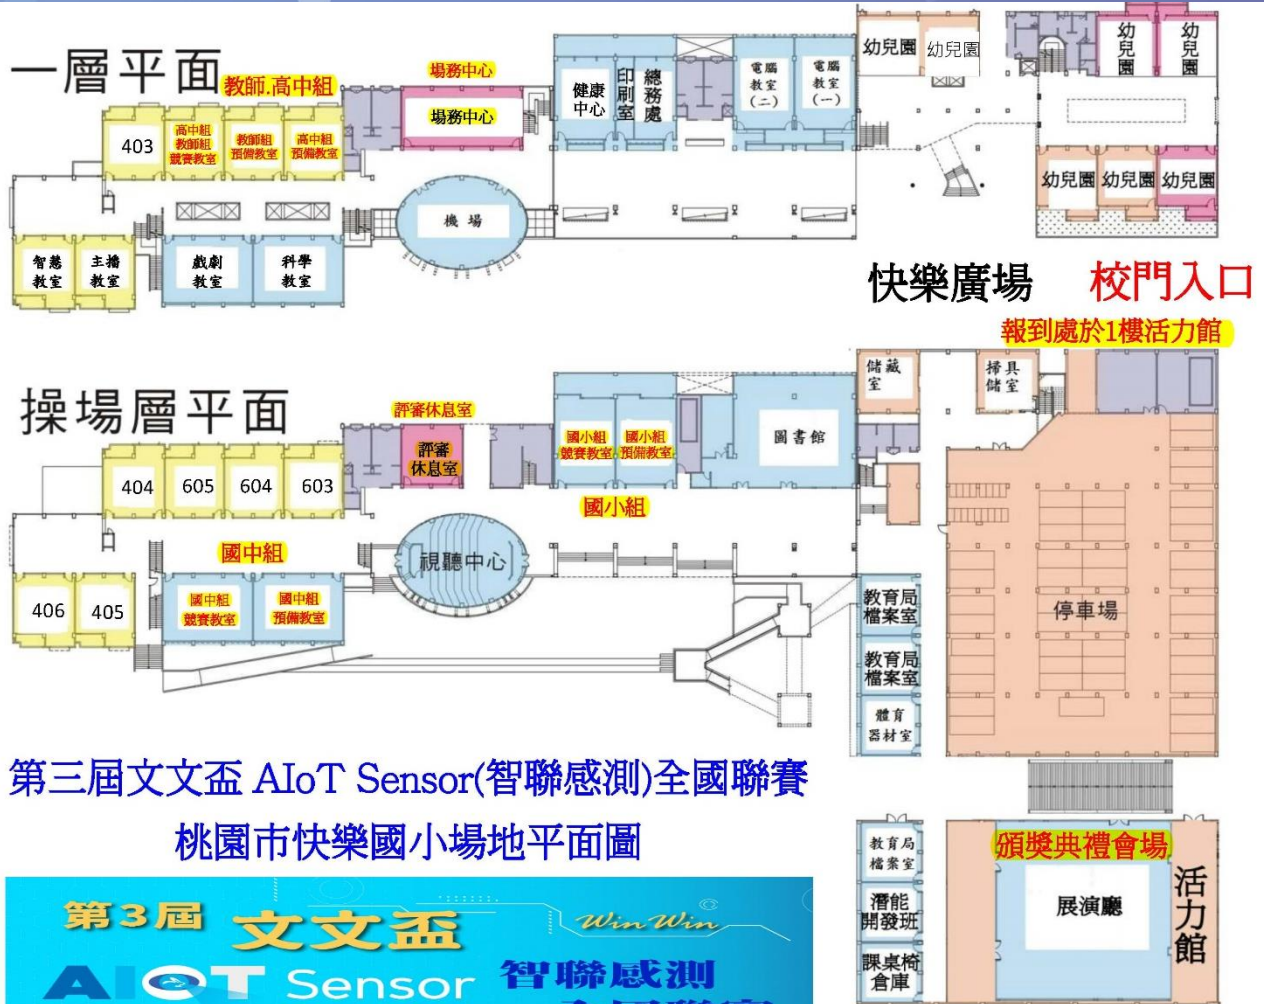 一層平面
教師.高中組
場務中心
403
高中組
教師組
競賽教室
教師組
預備教室
高中組
預備教室
場務中心
健康
中心
印刷室
總務處
電腦
教室
(二)
電腦
教室
(一)
幼兒園
幼兒園
幼兒園
幼兒園
幼兒園
幼兒園
幼兒園
機場
智慧
教室
主播
教室
戲劇
教室
科學
教室
快樂廣場
校門入口
報到處於1樓活力館
操場層平面
評審休息室
404
605
604
603
評審
休息室
國小組
競賽教室
國小組
預備教室
圖書館
儲藏
室
掃具
儲室
國小組
國中組
視聽中心
406
405
國中組
競賽教室
國中組
預備教室
教育局
檔案室
教育局
檔案室
體育
器材室
停車場
第三屆文文盃 AIoT Sensor(智聯感測)全國聯賽
桃園市快樂國小場地平面圖
教育局
檔案室
潛能
開發班
課桌椅
倉庫
頒獎典禮會場
展演廳
活力館
第3屆 文文盃
Win Win
AIOT Sensor 智聯感測